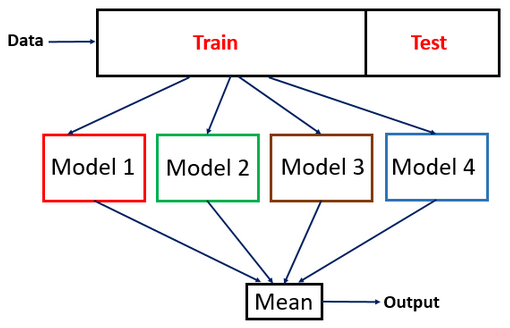 Data
Train
Test
Model 1
Model 2
Model 3
Model 4
Mean
Output